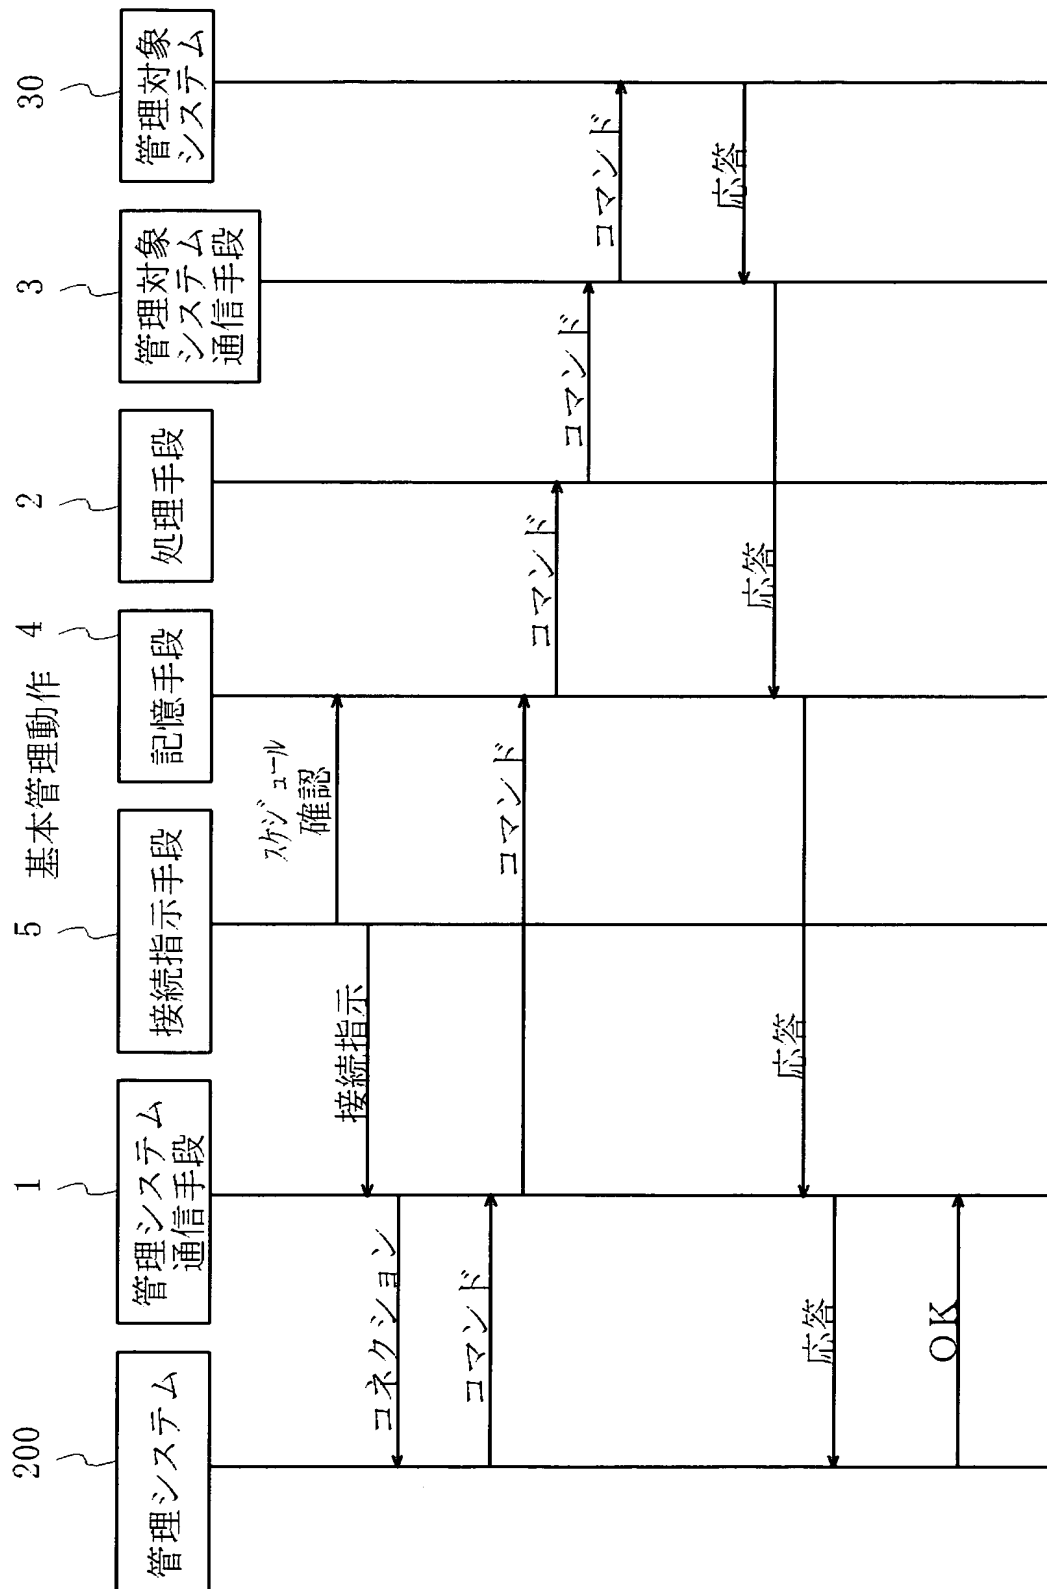 基本管理動作
200
1
5
4
2
3
30
管理システム
管理システム
通信手段
接続指示手段
記憶手段
処理手段
管理対象
システム
通信手段
管理対象
システム
スケジュール
確認
接続指示
コネクション
コマンド
コマンド
コマンド
コマンド
コマンド
応答
応答
応答
応答
OK